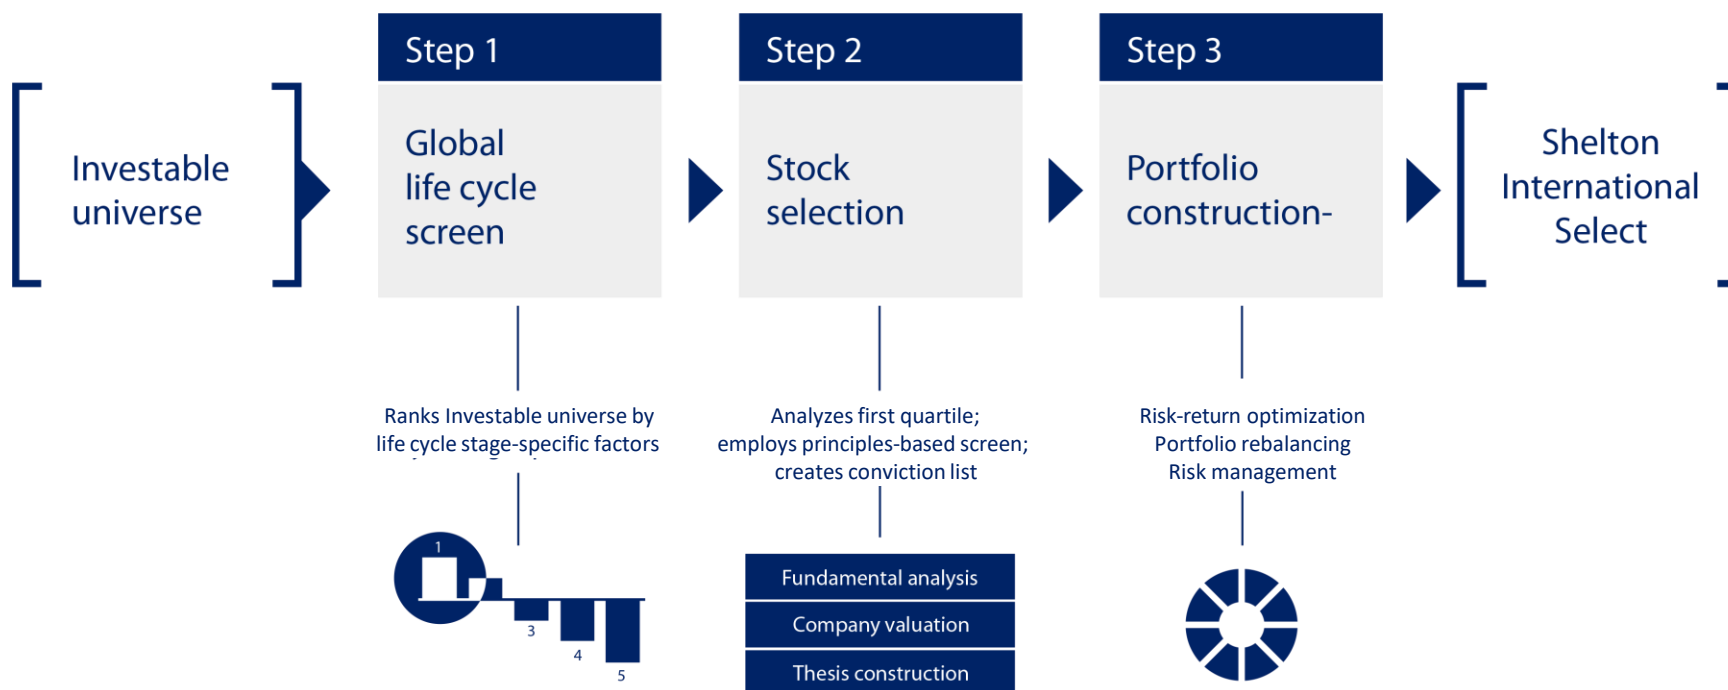 Investable
universe
Step 1
Global
life cycle
screen
Ranks Investable universe by
life cycle stage-specific factors
1
3
4
5
Step 2
Stock
selection
Analyzes first quartile;
employs principles-based screen;
creates conviction list
Fundamental analysis
Company valuation
Thesis construction
Step 3
Portfolio
construction-
Risk-return optimization
Portfolio rebalancing
Risk management
Shelton
International
Select